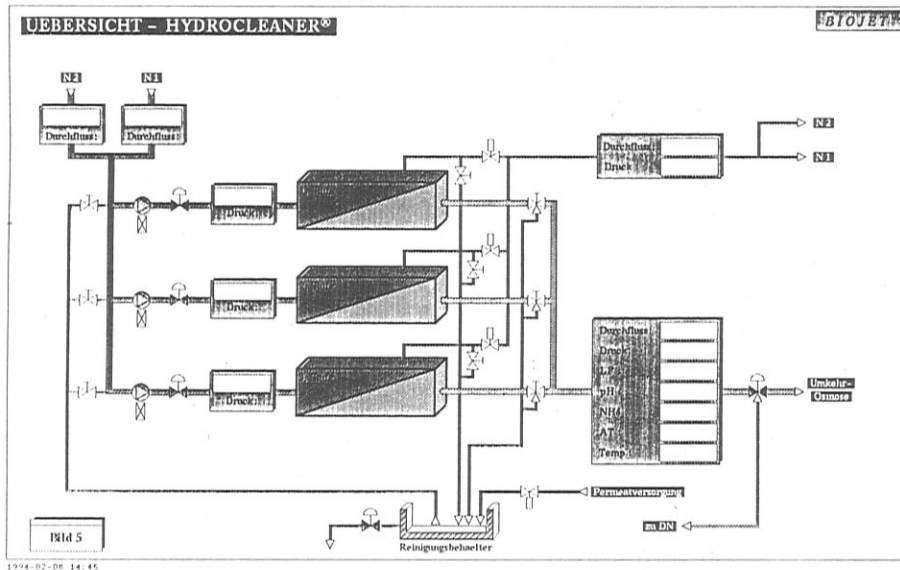 UEBERSICHT - HYDROCLEANER®
BIOJET
N2
N1
Durchfluss:
Durchfluss:
Durchfluss:
Druck
N2
N1
Druck:
Druck:
Druck:
Durchfluss
Druck
pH
NH4
AT
Temp
Umkehr-
Osmose
Permeatversorgung
zu DN
Reinigungsbehaelter
Bild 5
1994-02-08 14:45